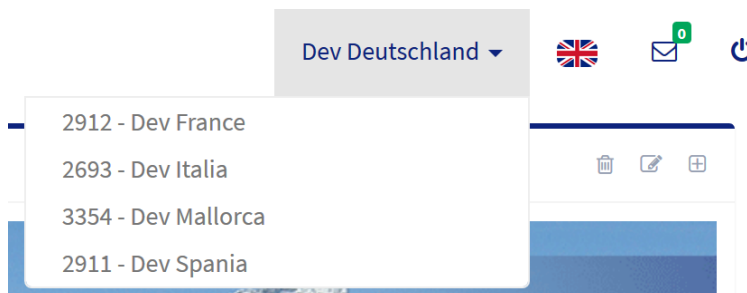 Dev Deutschland
0
2912 - Dev France
2693 - Dev Italia
3354 - Dev Mallorca
2911 - Dev Spania